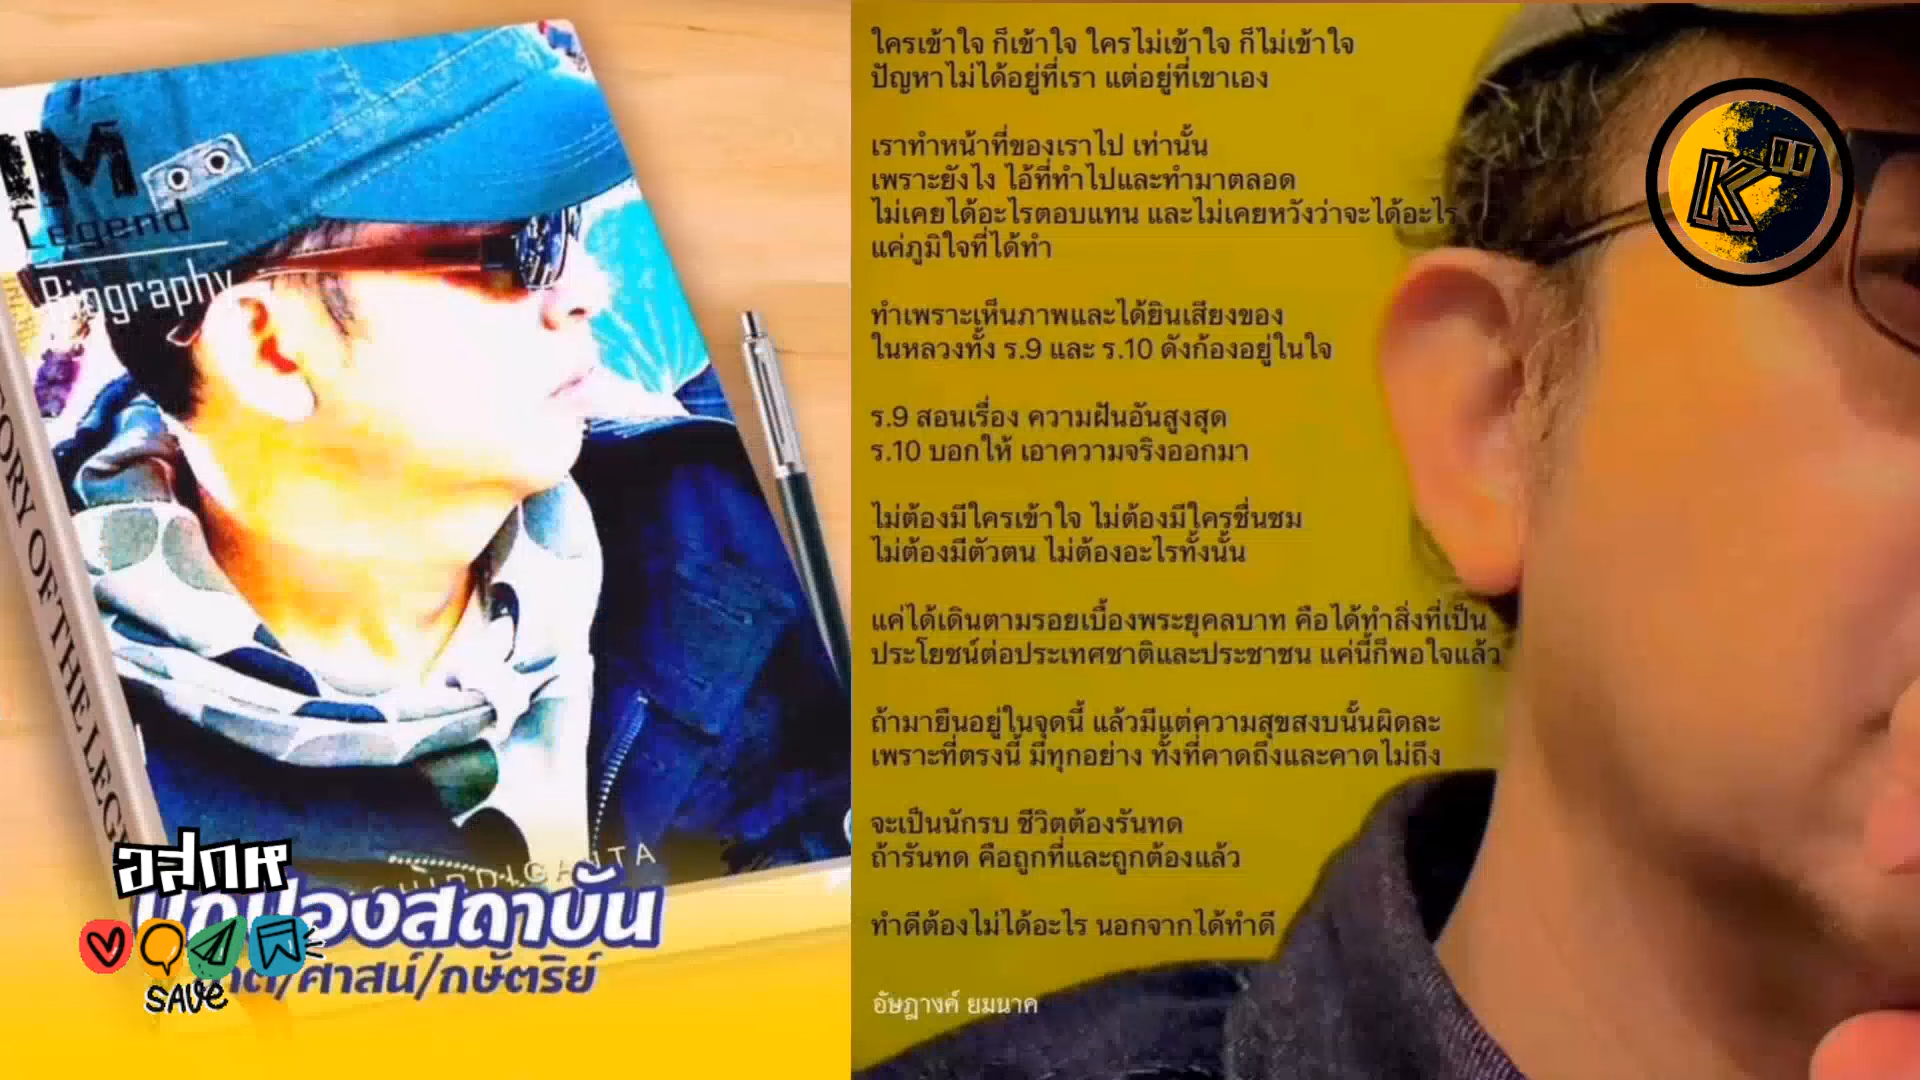 IM
Legend
Biography
STORY OF THE LEGE
อสกห
ปกป้องสถาบัน
/ศาสน์/กษัตริย์
SAVE
ใครเข้าใจ ก็เข้าใจ ใครไม่เข้าใจ ก็ไม่เข้าใจ
ปัญหาไม่ได้อยู่ที่เรา แต่อยู่ที่เขาเอง
เราทำหน้าที่ของเราไป เท่านั้น
เพราะยังไง ไอ้ที่ทำไปและทำมาตลอด
ไม่เคยได้อะไรตอบแทน และไม่เคยหวังว่าจะได้อะไร
แค่ภูมิใจที่ได้ทำ
ทำเพราะเห็นภาพและได้ยินเสียงของ
ในหลวงทั้ง ร.9 และ ร.10 ดังก้องอยู่ในใจ
ร.9 สอนเรื่อง ความฝันอันสูงสุด
ร.10 บอกให้ เอาความจริงออกมา
ไม่ต้องมีใครเข้าใจ ไม่ต้องมีใครชื่นชม
ไม่ต้องมีตัวตน ไม่ต้องอะไรทั้งนั้น
แค่ได้เดินตามรอยเบื้องพระยุคลบาท คือได้ทำสิ่งที่เป็น
ประโยชน์ต่อประเทศชาติและประชาชน แค่นี้ก็พอใจแล้ว
ถ้ามายืนอยู่ในจุดนี้ แล้วมีแต่ความสุขสงบนั้นผิดละ
เพราะที่ตรงนี้ มีทุกอย่าง ทั้งที่คาดถึงและคาดไม่ถึง
จะเป็นนักรบ ชีวิตต้องรันทด
ถ้ารันทด คือถูกที่และถูกต้องแล้ว
ทำดีต้องไม่ได้อะไร นอกจากได้ทำดี
อัษฎางค์ ยมนาค
K"